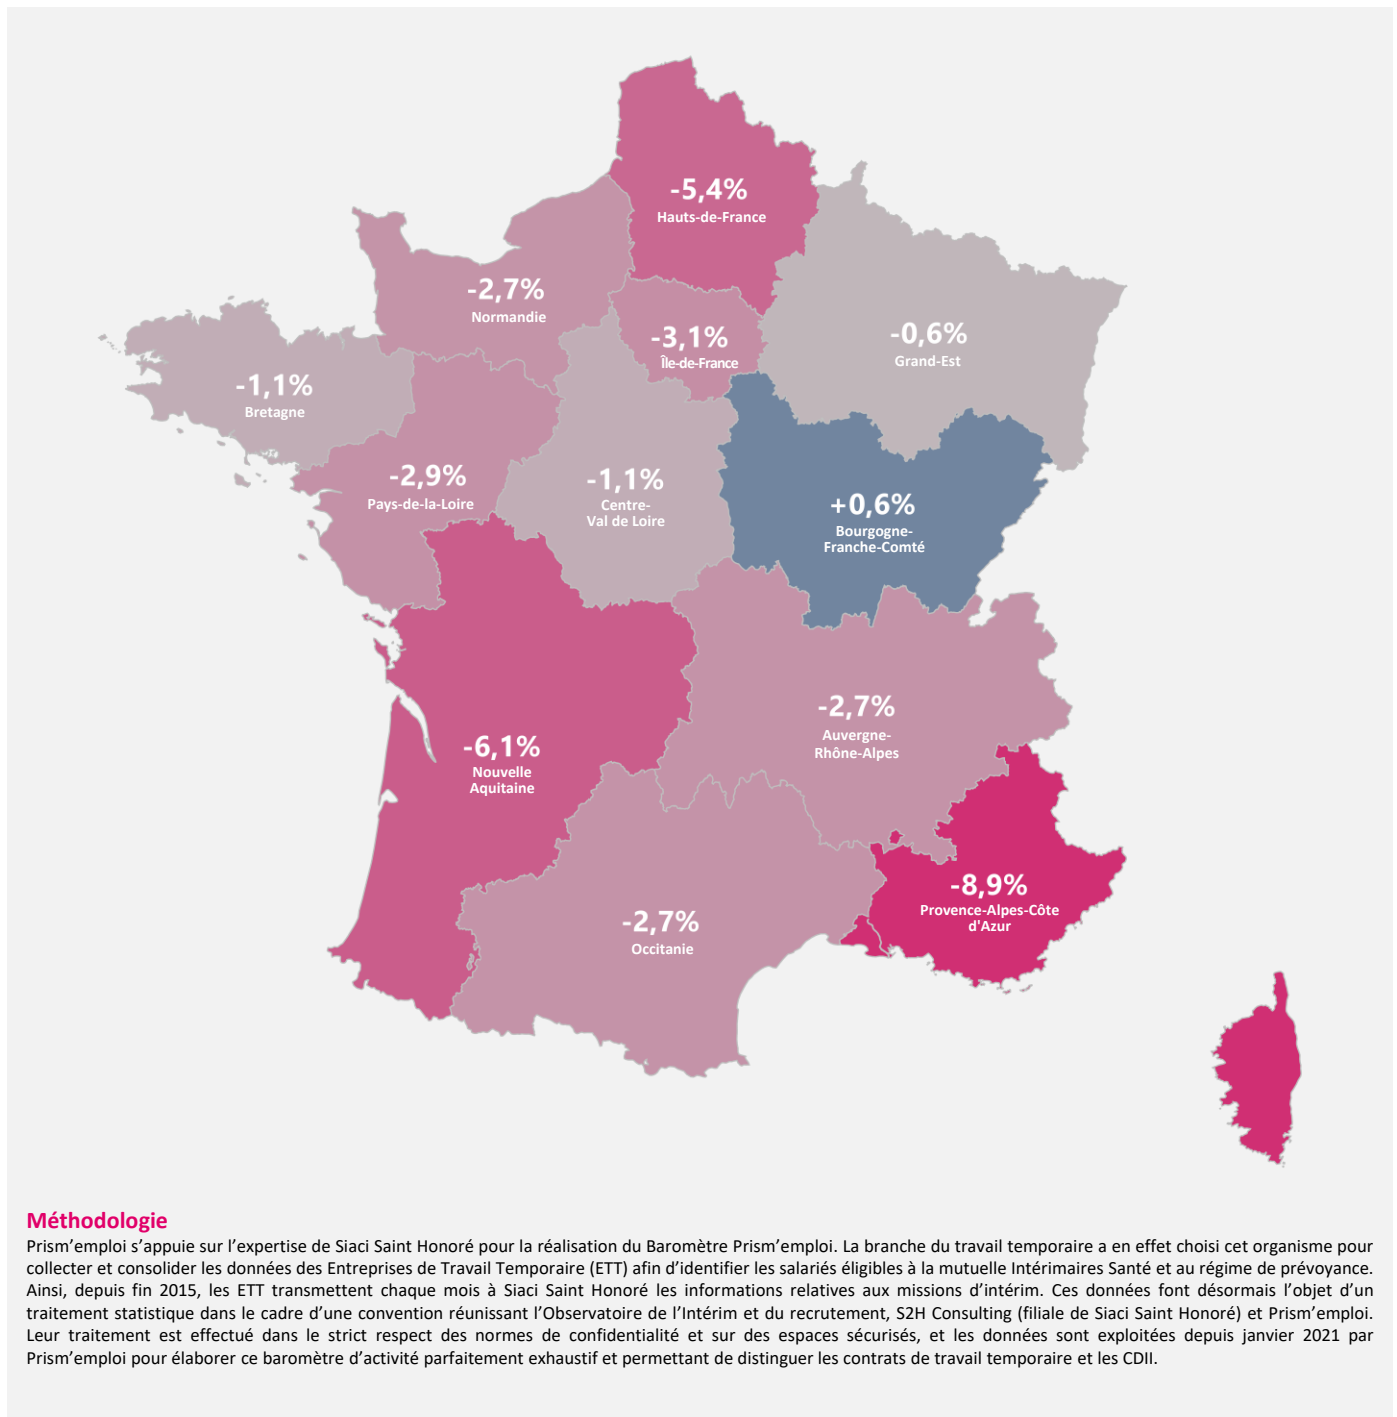 -5,4%
Hauts-de-France
-2,7%
Normandie
-3,1%
Île-de-France
-0,6%
Grand-Est
-1,1%
Bretagne
-2,9%
Pays-de-la-Loire
-1,1%
Centre-
Val de Loire
+0,6%
Bourgogne-
Franche-Comté
-6,1%
Nouvelle
Aquitaine
-2,7%
Auvergne-
Rhône-Alpes
-8,9%
Provence-Alpes-Côte
d'Azur
-2,7%
Occitanie
Méthodologie
Prism’emploi s’appuie sur l’expertise de Siaci Saint Honoré pour la réalisation du Baromètre Prism’emploi. La branche du travail temporaire a en effet choisi cet organisme pour
collecter et consolider les données des Entreprises de Travail Temporaire (ETT) afin d’identifier les salariés éligibles à la mutuelle Intérimaires Santé et au régime de prévoyance.
Ainsi, depuis fin 2015, les ETT transmettent chaque mois à Siaci Saint Honoré les informations relatives aux missions d’intérim. Ces données font désormais l’objet d’un
traitement statistique dans le cadre d’une convention réunissant l’Observatoire de l’Intérim et du recrutement, S2H Consulting (filiale de Siaci Saint Honoré) et Prism’emploi.
Leur traitement est effectué dans le strict respect des normes de confidentialité et sur des espaces sécurisés, et les données sont exploitées depuis janvier 2021 par
Prism’emploi pour élaborer ce baromètre d’activité parfaitement exhaustif et permettant de distinguer les contrats de travail temporaire et les CDII.